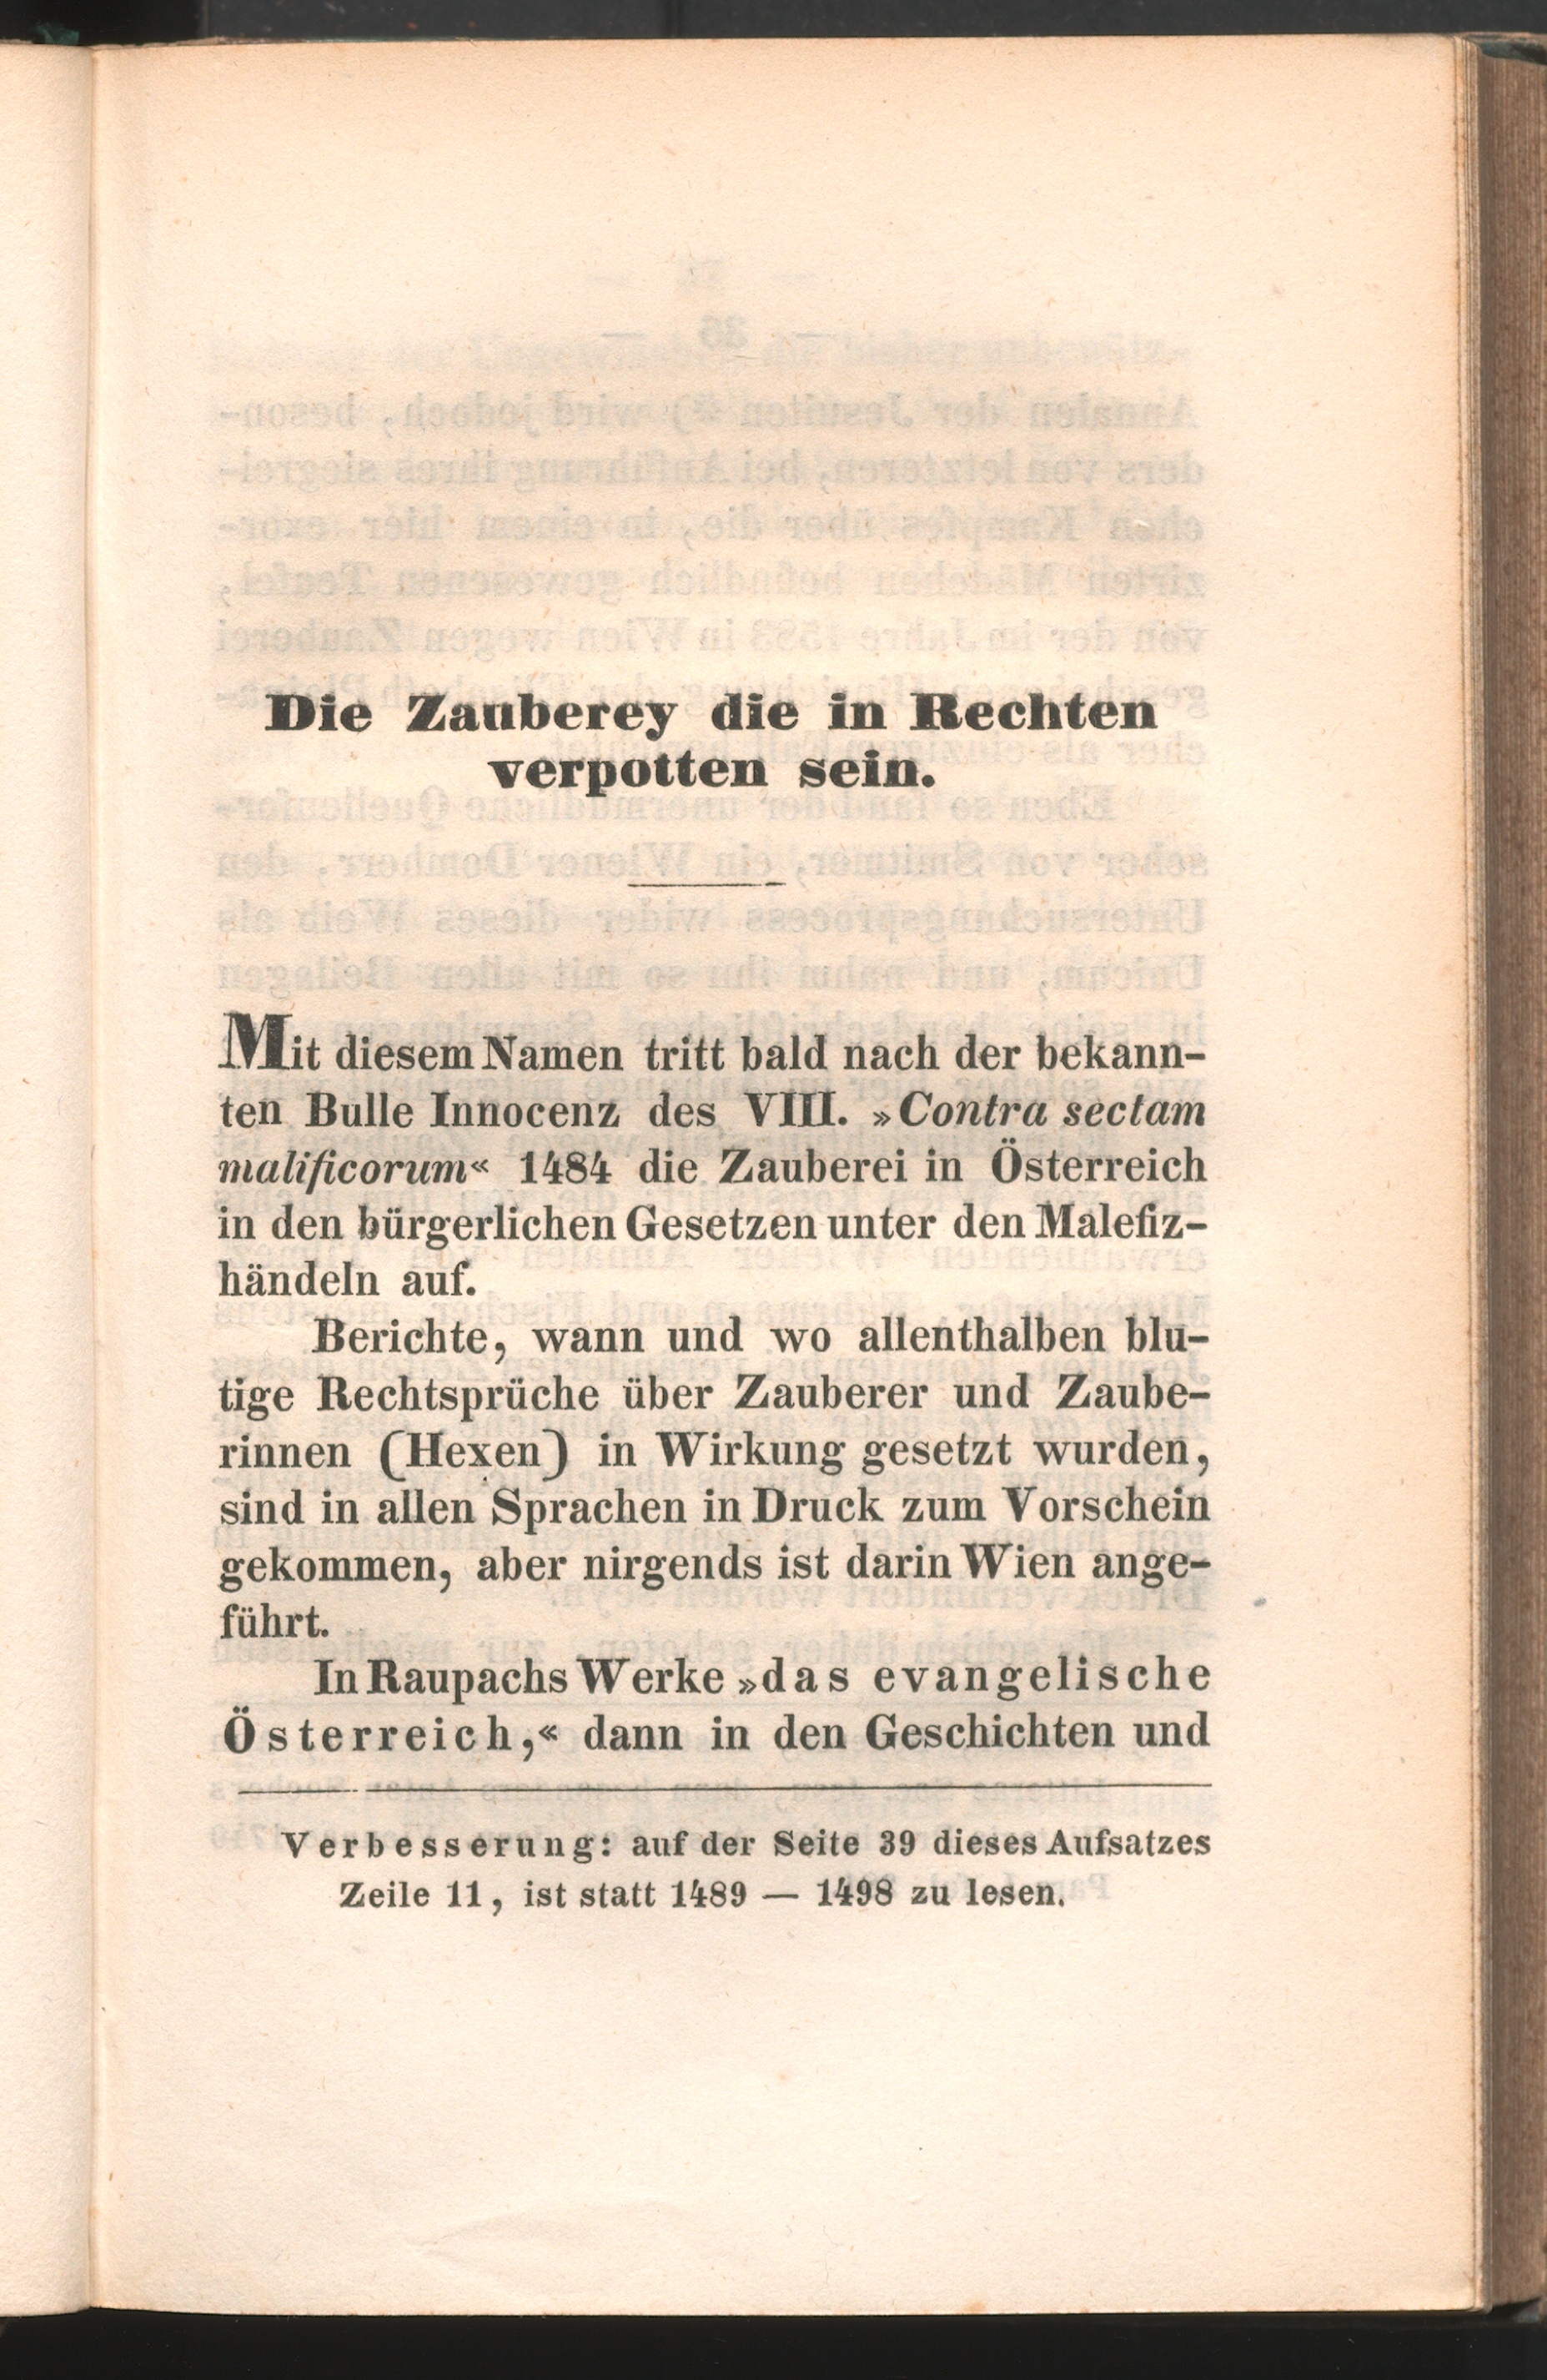 Die Zauberey die in Rechten
verpotten sein.
Mit diesem Namen tritt bald nach der bekann-
ten Bulle Innocenz des VIII. »Contra sectam
malificorum« 1484 die Zauberei in Österreich
in den bürgerlichen Gesetzen unter den Malefiz-
händeln auf.
Berichte, wann und wo allenthalben blu-
tige Rechtsprüche über Zauberer und Zaube-
rinnen (Hexen) in Wirkung gesetzt wurden,
sind in allen Sprachen in Druck zum Vorschein
gekommen, aber nirgends ist darin Wien ange-
führt.
In Raupachs Werke »das evangelische
Österreich,« dann in den Geschichten und
Verbesserung: auf der Seite 39 dieses Aufsatzes
Zeile 11, ist statt 1489 — 1498 zu lesen.